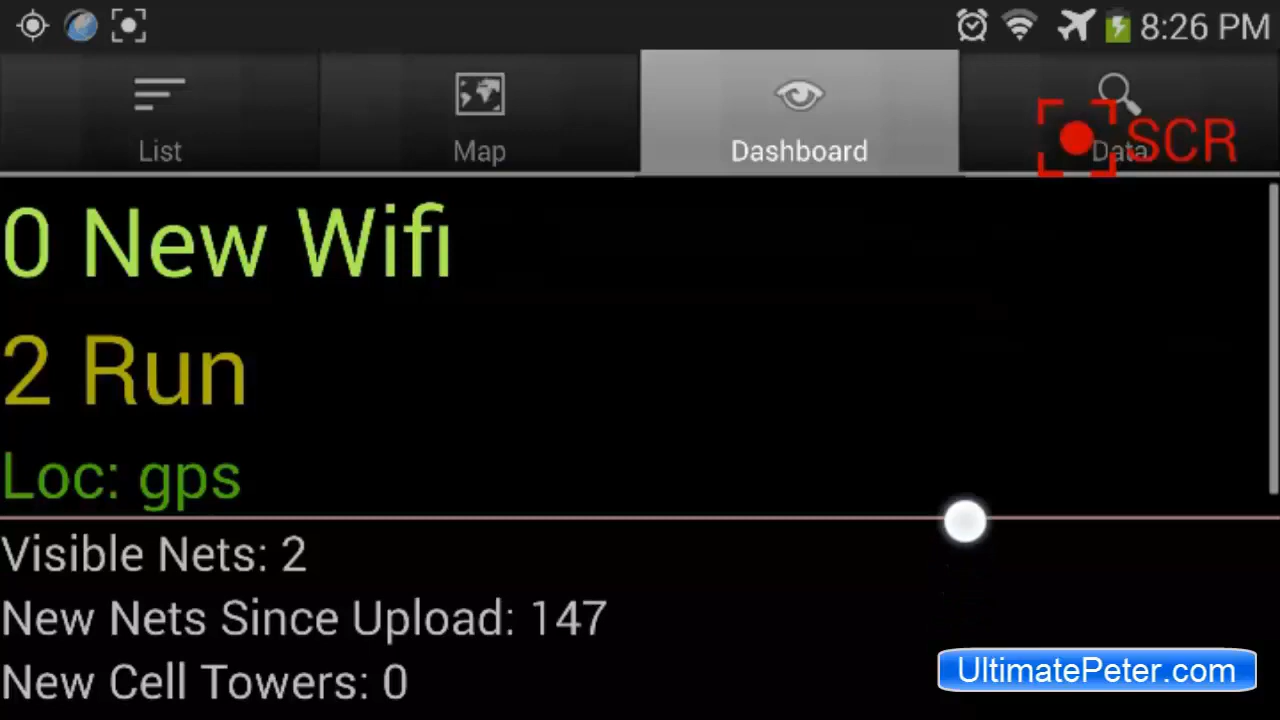 8:26 PM
List
Map
Dashboard
Data
SCR
0 New Wifi
2 Run
Loc: gps
Visible Nets: 2
New Nets Since Upload: 147
New Cell Towers: 0
UltimatePeter.com